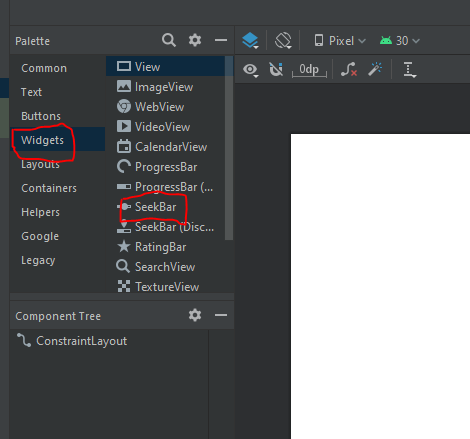 Palette
Pixel
30
0dp
Common
Text
Buttons
Widgets
Layouts
Containers
Helpers
Google
Legacy
View
ImageView
WebView
VideoView
CalendarView
ProgressBar
ProgressBar (...
SeekBar
SeekBar (Disc...
RatingBar
SearchView
TextureView
Component Tree
ConstraintLayout